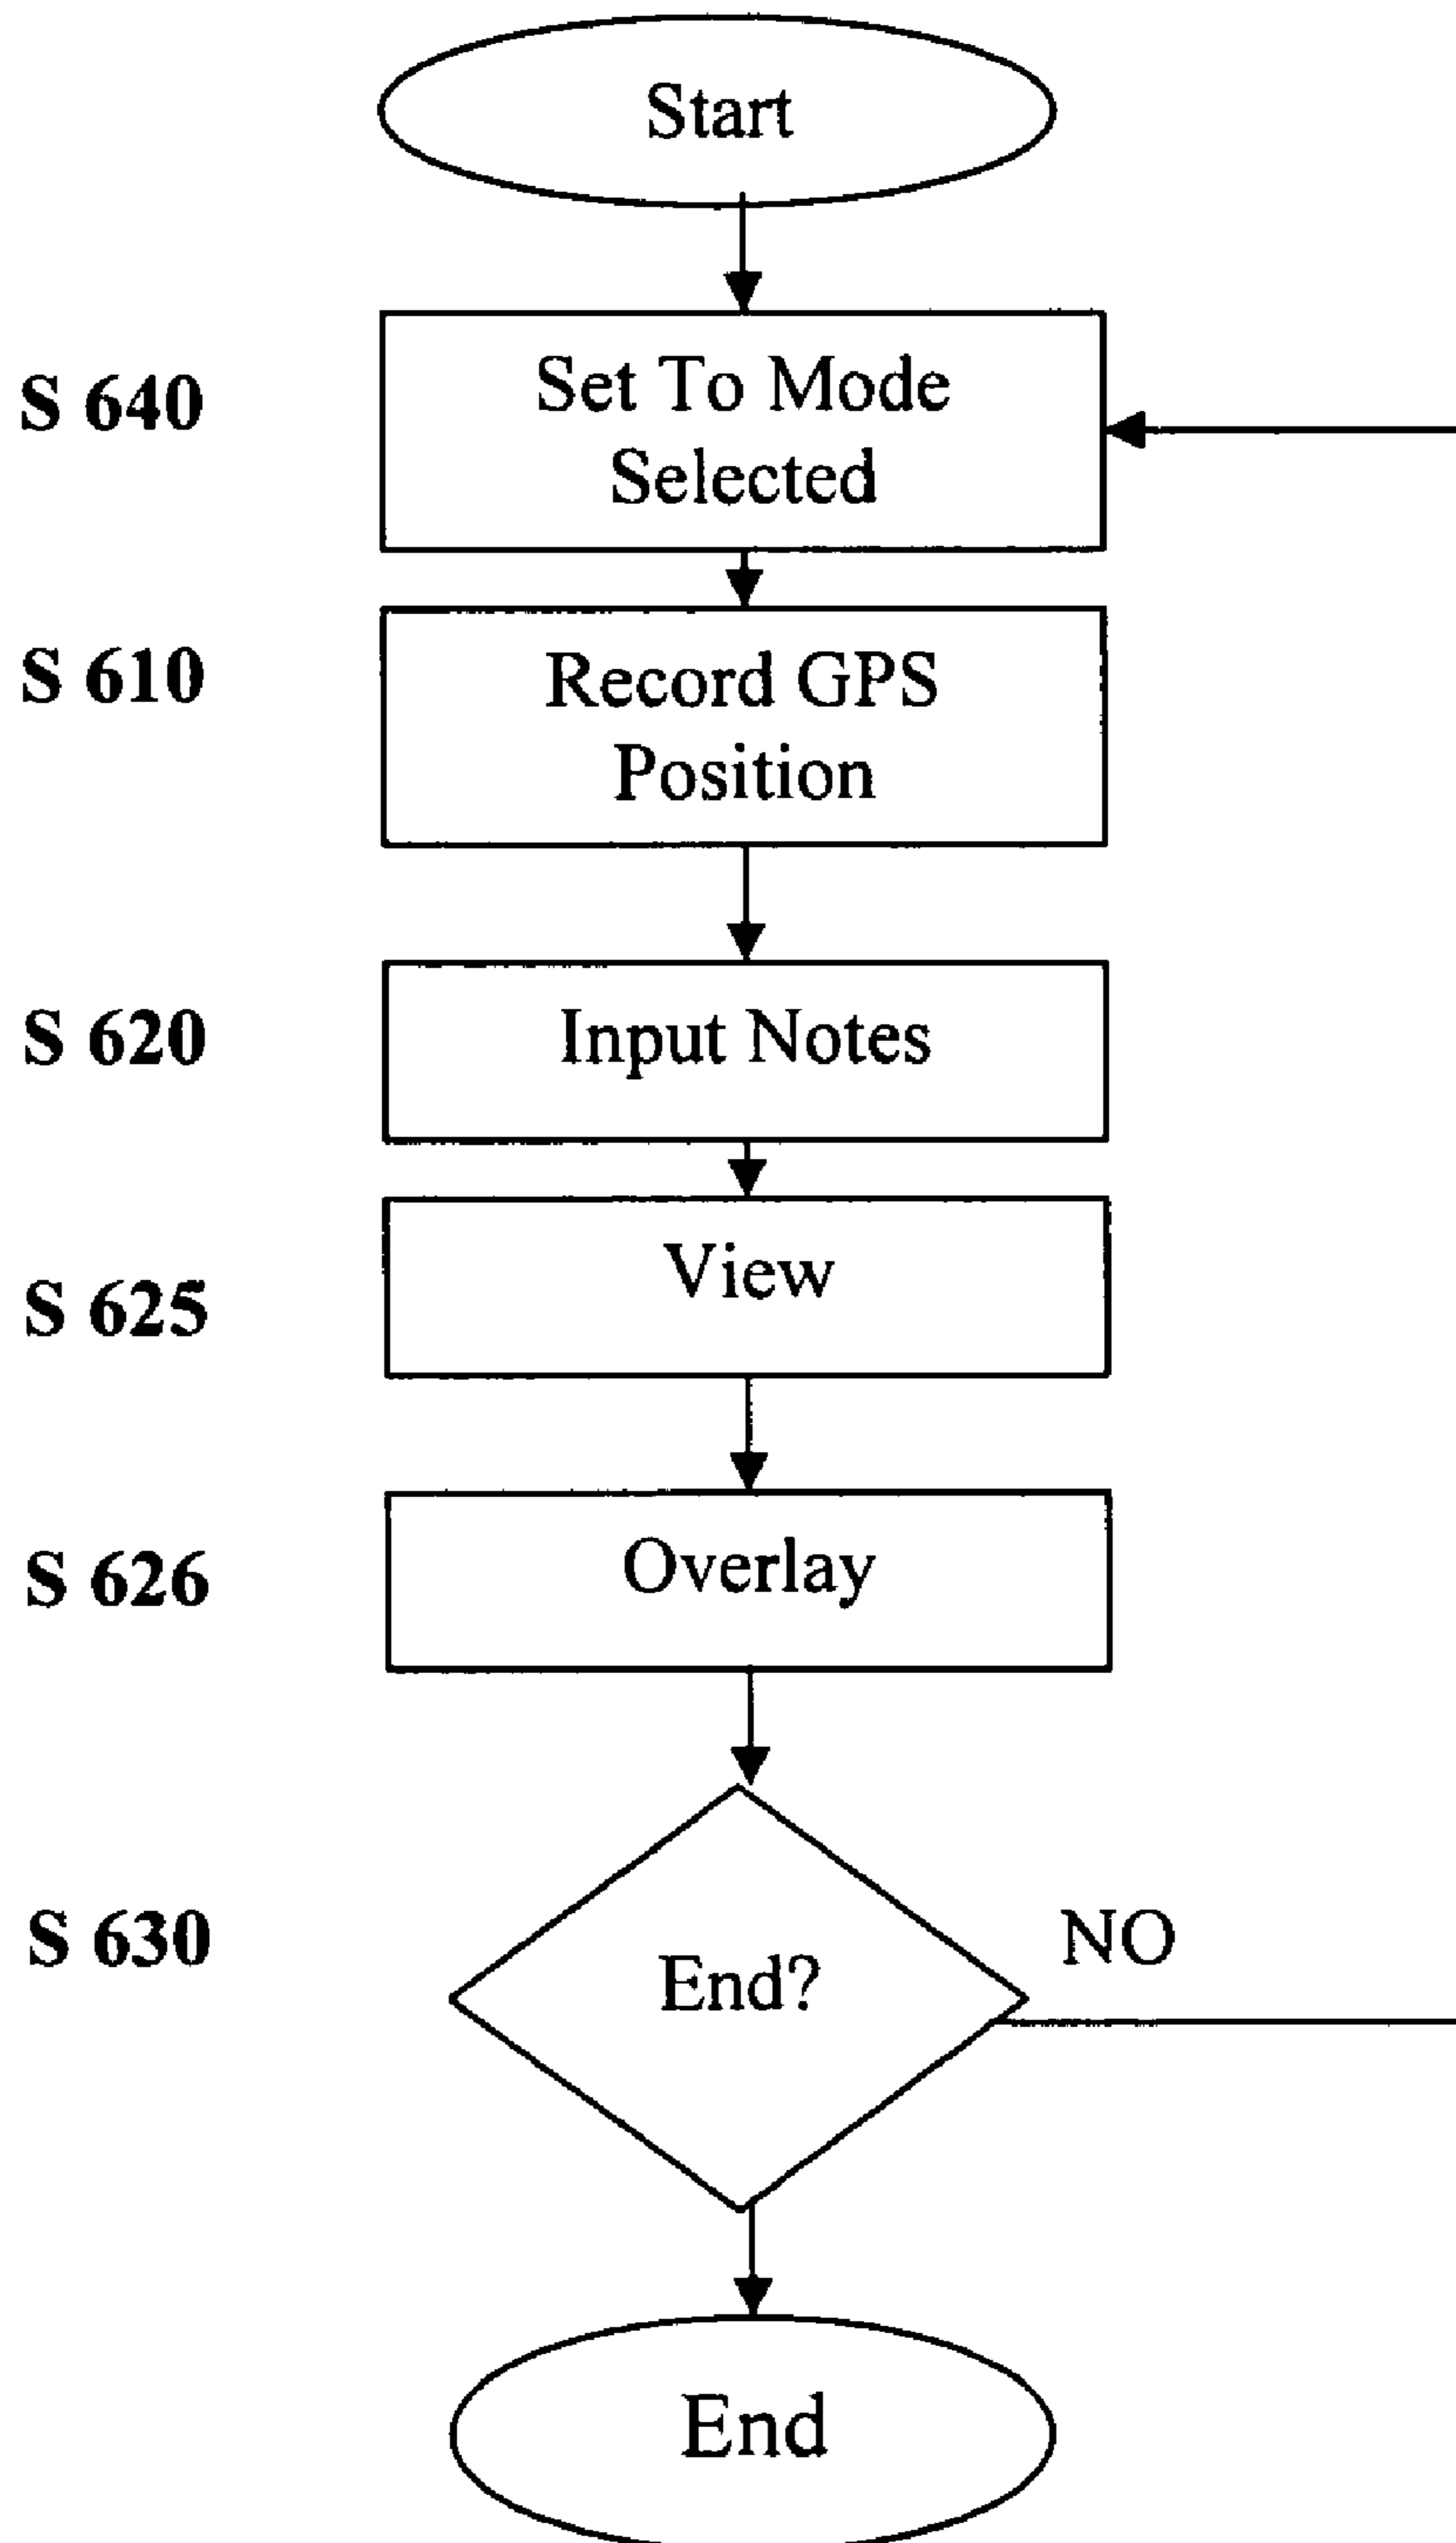 Start
S 640
Set To Mode
Selected
S 610
Record GPS
Position
S 620
Input Notes
S 625
View
S 626
Overlay
S 630
End?
NO
End